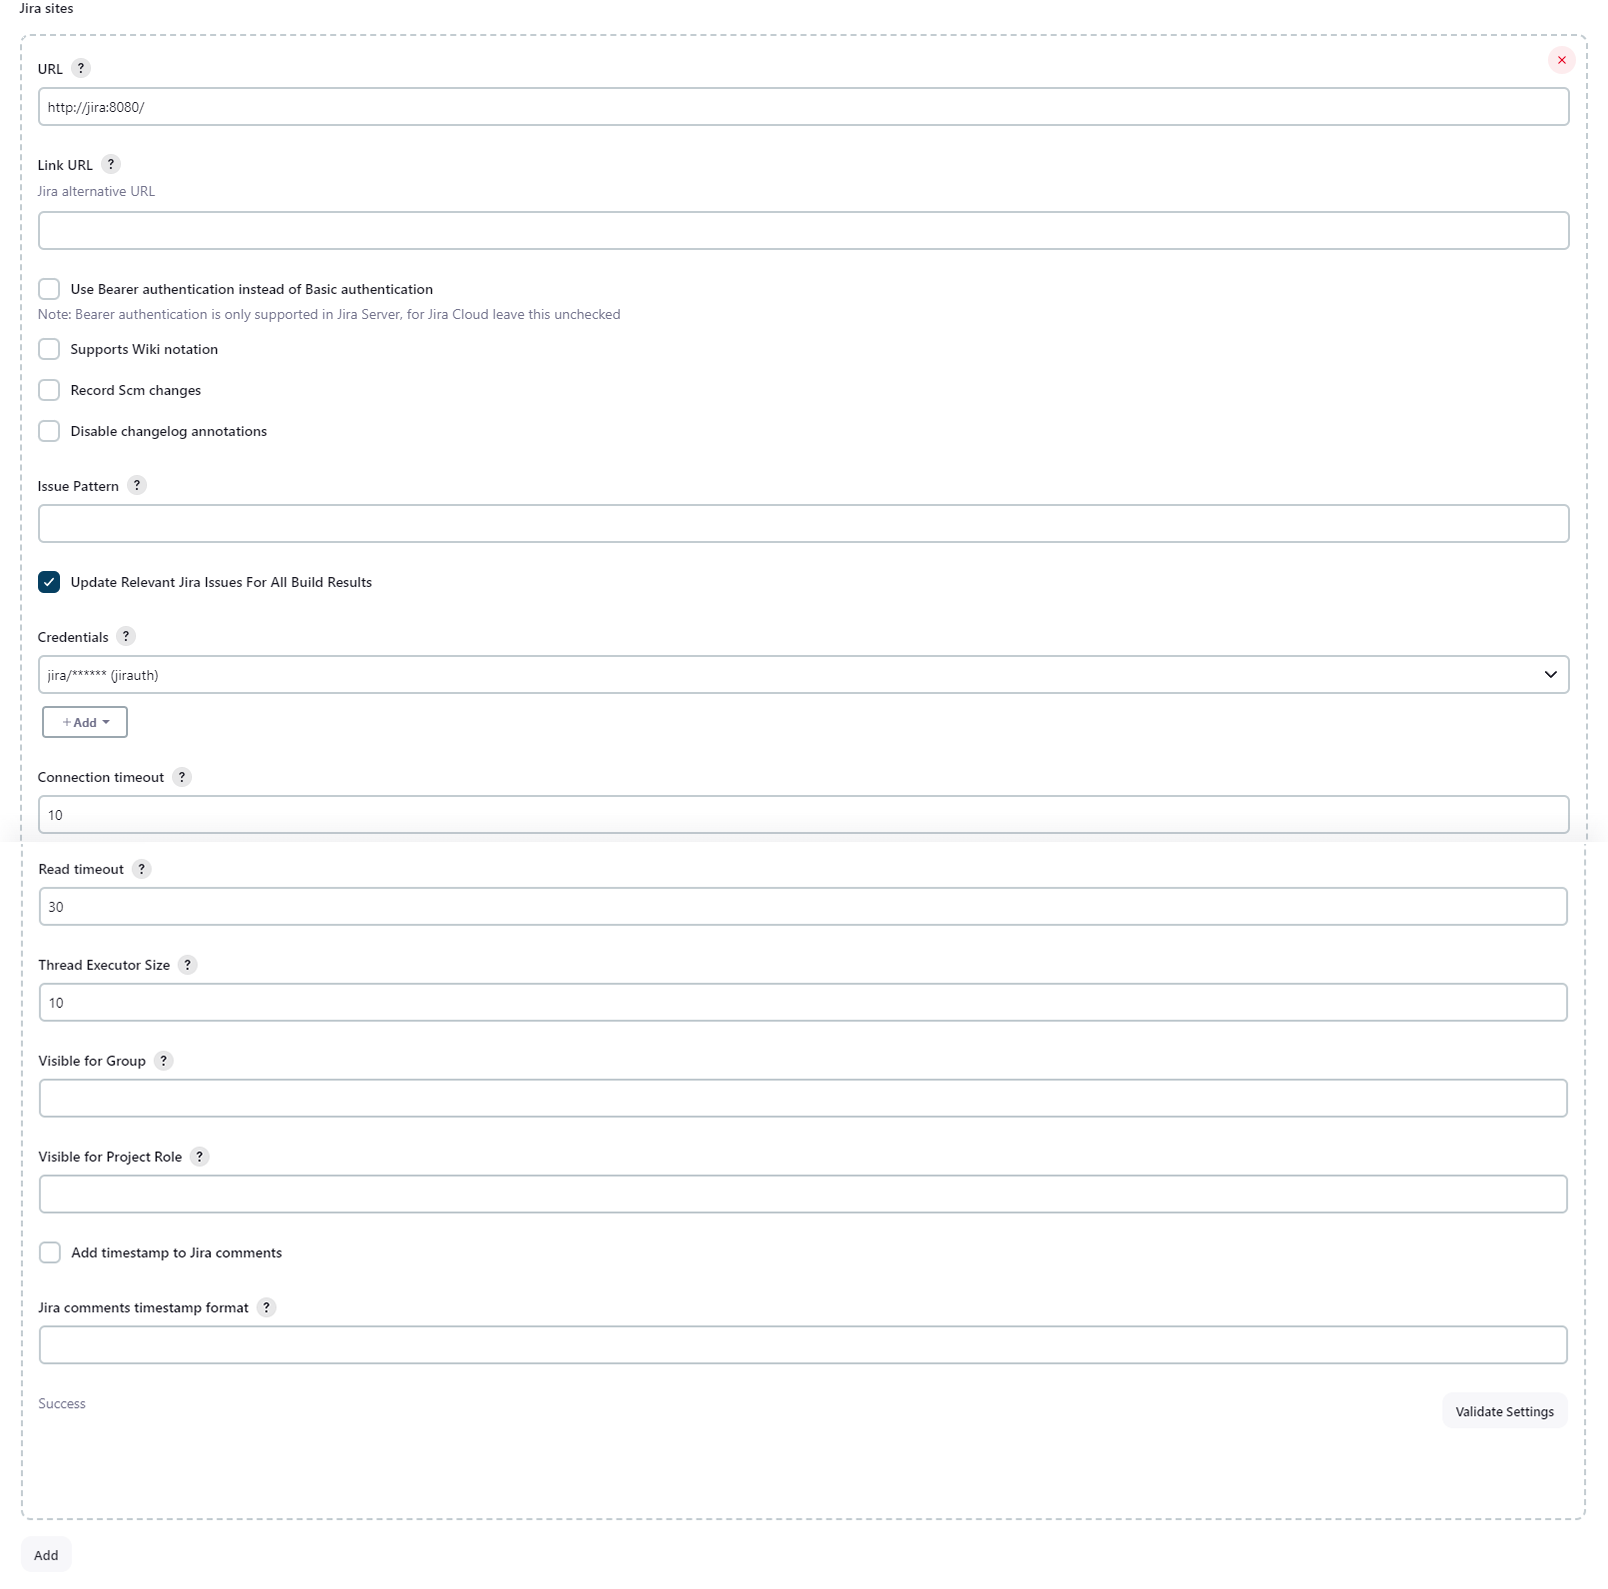 Jira sites
URL ?
http://jira:8080/
Link URL ?
Jira alternative URL
Use Bearer authentication instead of Basic authentication
Note: Bearer authentication is only supported in Jira Server, for Jira Cloud leave this unchecked
Supports Wiki notation
Record Scm changes
Disable changelog annotations
Issue Pattern ?
Update Relevant Jira Issues For All Build Results
Credentials ?
jira/****** (jirauth)
+ Add
Connection timeout ?
10
Read timeout ?
30
Thread Executor Size ?
10
Visible for Group ?
Visible for Project Role ?
Add timestamp to Jira comments
Jira comments timestamp format ?
Success
Validate Settings
Add